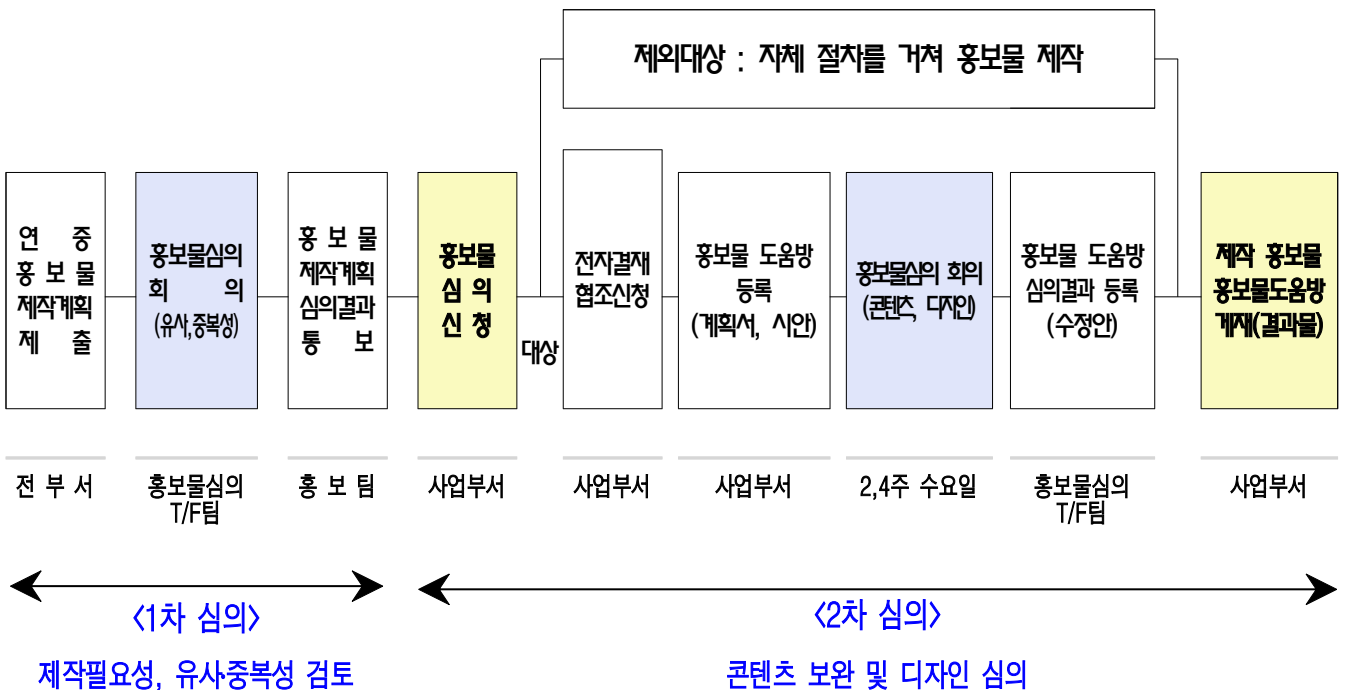 제외대상 : 자체 절차를 거쳐 홍보물 제작
연 중
홍 보 물
제작계획
제 출
홍보물심의
회 의
(유사,중복성)
홍 보 물
제작계획
심의결과
통 보
홍보물
심 의
신 청
대상
전자결재
협조신청
홍보물 도움방
등록
(계획서, 시안)
홍보물심의 회의
(콘텐츠, 디자인)
홍보물 도움방
심의결과 등록
(수정안)
제작 홍보물
홍보물도움방
게재(결과물)
전 부 서
홍보물심의
T/F팀
홍 보 팀
사업부서
사업부서
사업부서
2,4주 수요일
홍보물심의
T/F팀
사업부서
<1차 심의>
제작필요성, 유사·중복성 검토
<2차 심의>
콘텐츠 보완 및 디자인 심의